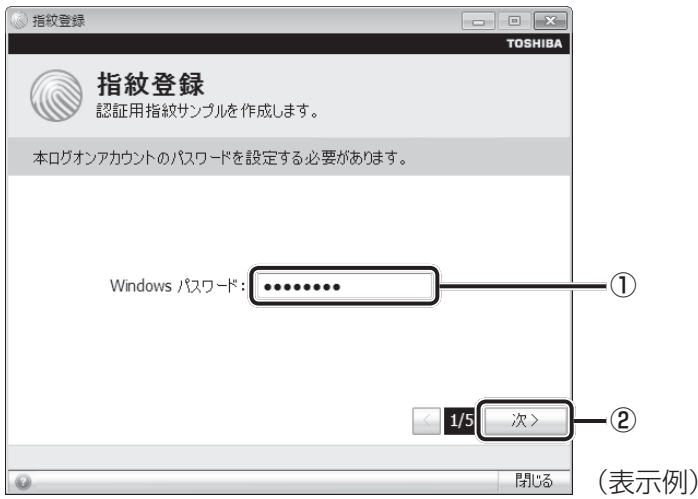 指紋登録
TOSHIBA
指紋登録
認証用指紋サンプルを作成します。
本ログオンアカウントのパスワードを設定する必要があります。
Windows パスワード: ●●●●●●●●
①
< 1/5 次 >
②
? 閉じる
(表示例)